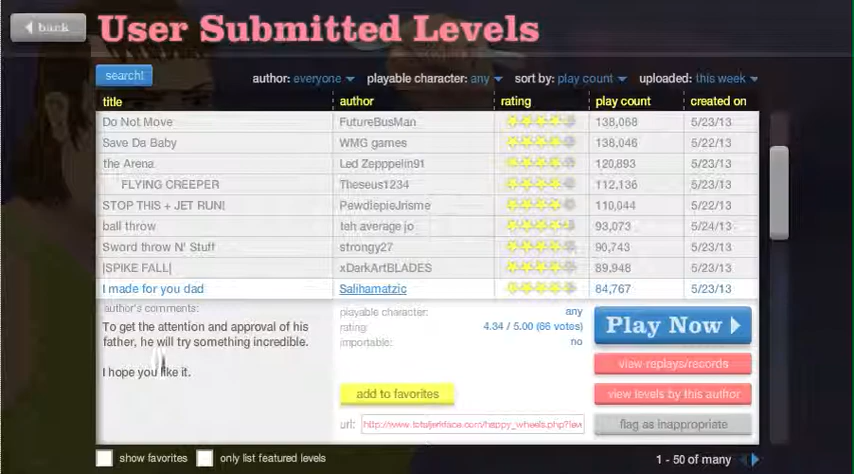 back
User Submitted Levels
search!
author: everyone playable character: any sort by: play count uploaded: this week
title author rating play count created on
Do Not Move FutureBusMan 138,068 5/23/13
Save Da Baby WMG games 138,046 5/22/13
the Arena Led Zepppelin91 120,893 5/23/13
FLYING CREEPER Theseus1234 112,136 5/23/13
STOP THIS + JET RUN! PewdiepieJrisme 110,044 5/22/13
ball throw teh average jo 93,073 5/24/13
Sword throw N' Stuff strongy27 90,743 5/23/13
|SPIKE FALL| xDarkArtBLADES 89,948 5/23/13
I made for you dad Salihamatzic 84,767 5/23/13
author's comments:
To get the attention and approval of his
father, he will try something incredible.
I hope you like it.
playable character: any
rating: 4.34 / 5.00 (66 votes)
importable: no
add to favorites
url: http://www.totaljerkface.com/happy_wheels.php?lev
Play Now
view replays/records
view levels by this author
flag as inappropriate
show favorites only list featured levels
1 - 50 of many